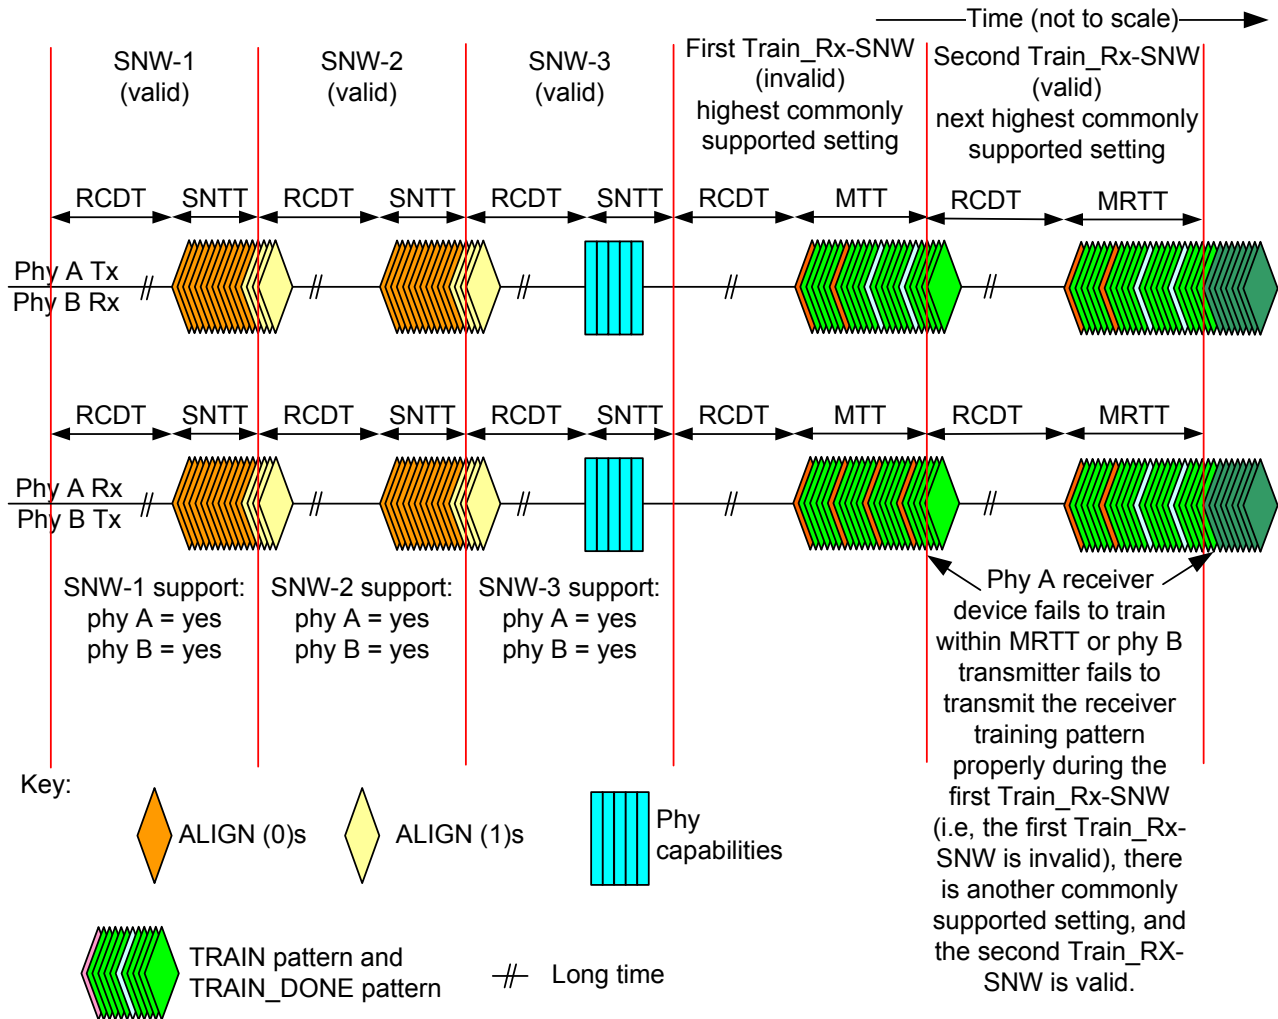 Time (not to scale)
SNW-1
(valid)
SNW-2
(valid)
SNW-3
(valid)
First Train_Rx-SNW
(invalid)
highest commonly
supported setting
Second Train_Rx-SNW
(valid)
next highest commonly
supported setting
RCDT SNTT RCDT SNTT RCDT SNTT RCDT MTT RCDT MRTT
Phy A Tx
Phy B Rx
RCDT SNTT RCDT SNTT RCDT SNTT RCDT MTT RCDT MRTT
Phy A Rx
Phy B Tx
SNW-1 support:
phy A = yes
phy B = yes
SNW-2 support:
phy A = yes
phy B = yes
SNW-3 support:
phy A = yes
phy B = yes
Phy A receiver
device fails to train
within MRTT or phy B
transmitter fails to
transmit the receiver
training pattern
properly during the
first Train_Rx-SNW
(i.e, the first Train_Rx-
SNW is invalid), there
is another commonly
supported setting, and
the second Train_RX-
SNW is valid.
Key:
ALIGN (0)s
ALIGN (1)s
Phy
capabilities
TRAIN pattern and
TRAIN_DONE pattern
Long time